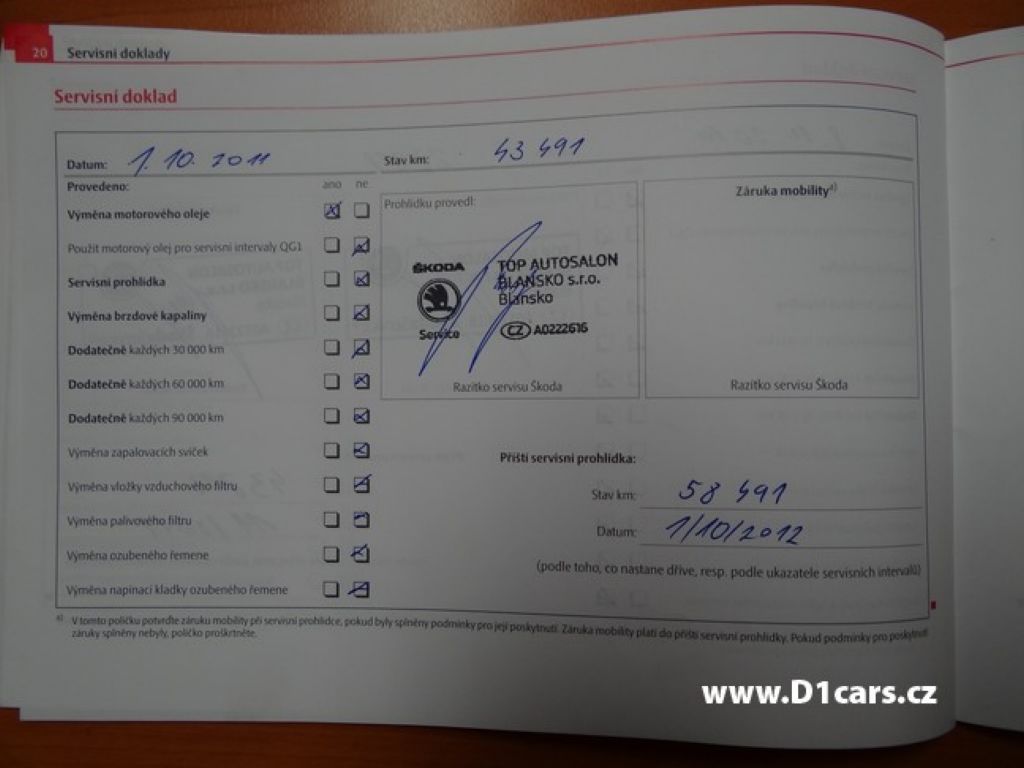 20 Servisní doklady
Servisní doklad
Datum: 1.10.2011 Stav km: 43 491
Provedeno: ano ne
Výměna motorového oleje
Použit motorový olej pro servisní intervaly QG1
Servisní prohlídka
Výměna brzdové kapaliny
Dodatečně každých 30 000 km
Dodatečně každých 60 000 km
Dodatečně každých 90 000 km
Výměna zapalovacích svíček
Výměna vložky vzduchového filtru
Výměna palivového filtru
Výměna ozubeného řemene
Výměna napínací kladky ozubeného řemene
Prohlídku provedl:
ŠKODA
Service
TOP AUTOSALON
BLANSKO s.r.o.
Blansko
CZ A0222616
Razítko servisu Škoda
Záruka mobility a)
Razítko servisu Škoda
Příští servisní prohlídka:
Stav km: 58 491
Datum: 1/10/2012
(podle toho, co nastane dříve, resp. podle ukazatele servisních intervalů)
a) V tomto políčku potvrďte záruku mobility při servisní prohlídce, pokud byly splněny podmínky pro její poskytnutí. Záruka mobility platí do příští servisní prohlídky. Pokud podmínky pro poskytnutí
záruky splněny nebyly, políčko proškrtněte.
www.D1cars.cz